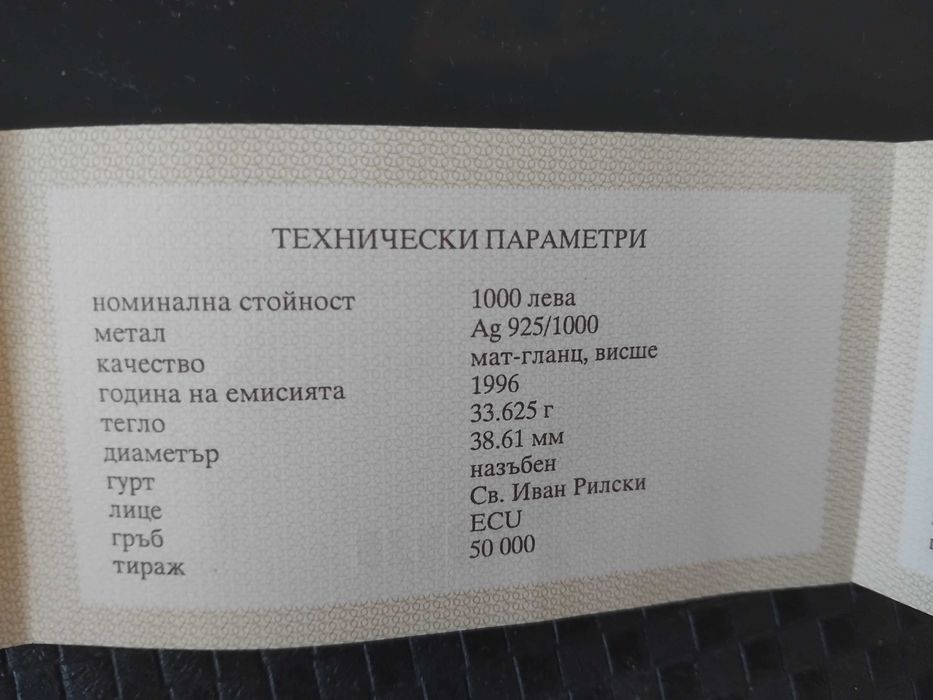 ТЕХНИЧЕСКИ ПАРАМЕТРИ
номинална стойност 1000 лева
метал Ag 925/1000
качество мат-гланц, висше
година на емисията 1996
тегло 33.625 г
диаметър 38.61 мм
гурт назъбен
лице Св. Иван Рилски
гръб ECU
тираж 50 000